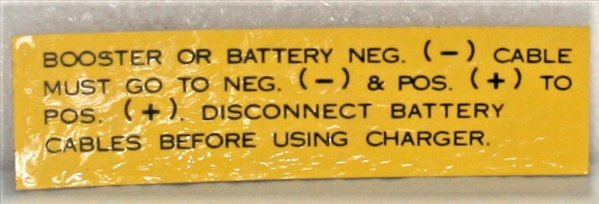 BOOSTER OR BATTERY NEG. (−) CABLE
MUST GO TO NEG. (−) & POS. (+) TO
POS. (+). DISCONNECT BATTERY
CABLES BEFORE USING CHARGER.